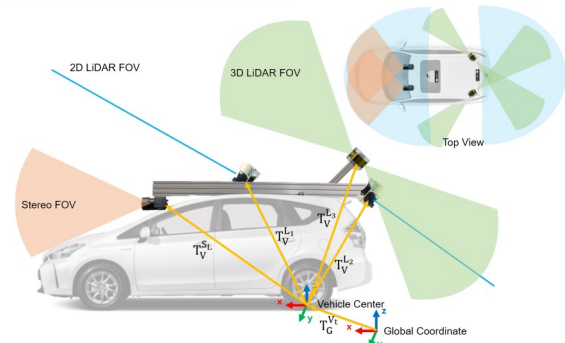 2D LiDAR FOV
3D LiDAR FOV
Top View
Stereo FOV
T_V^{S_L}
T_V^{L_1}
T_V^{L_3}
T_V^{L_2}
Vehicle Center
x
y
T_G^{V_t}
z
x
Global Coordinate